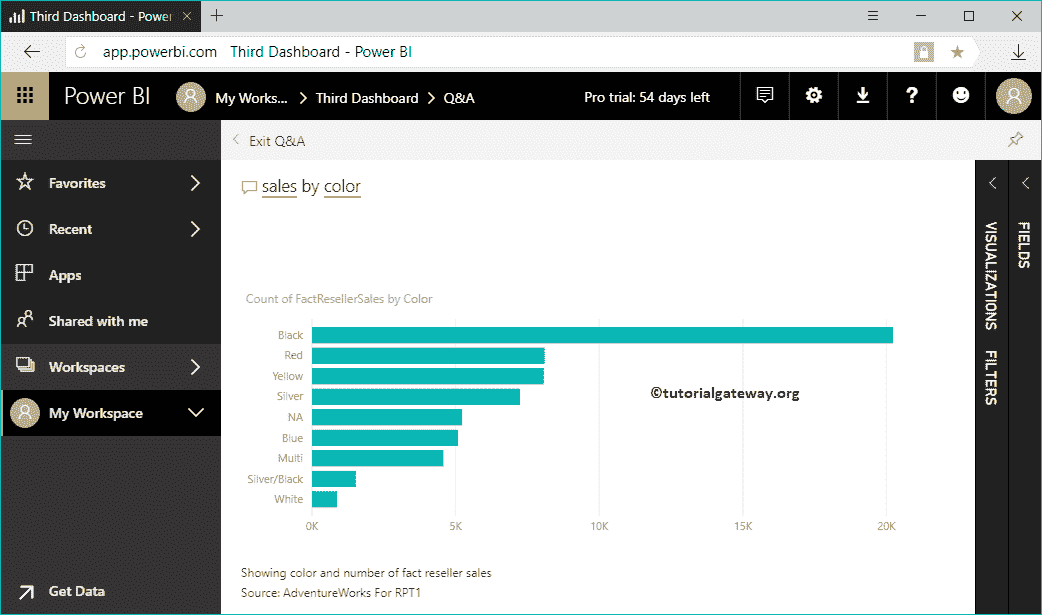 Third Dashboard - Power
app.powerbi.com Third Dashboard - Power BI
Power BI My Works... Third Dashboard Q&A Pro trial: 54 days left
Exit Q&A
Favorites
Recent
Apps
Shared with me
Workspaces
My Workspace
Get Data
sales by color
Count of FactResellerSales by Color
Black
Red
Yellow
Silver
NA
Blue
Multi
Silver/Black
White
0K 5K 10K 15K 20K
©tutorialgateway.org
Showing color and number of fact reseller sales
Source: AdventureWorks For RPT1
VISUALIZATIONS
FILTERS
FIELDS